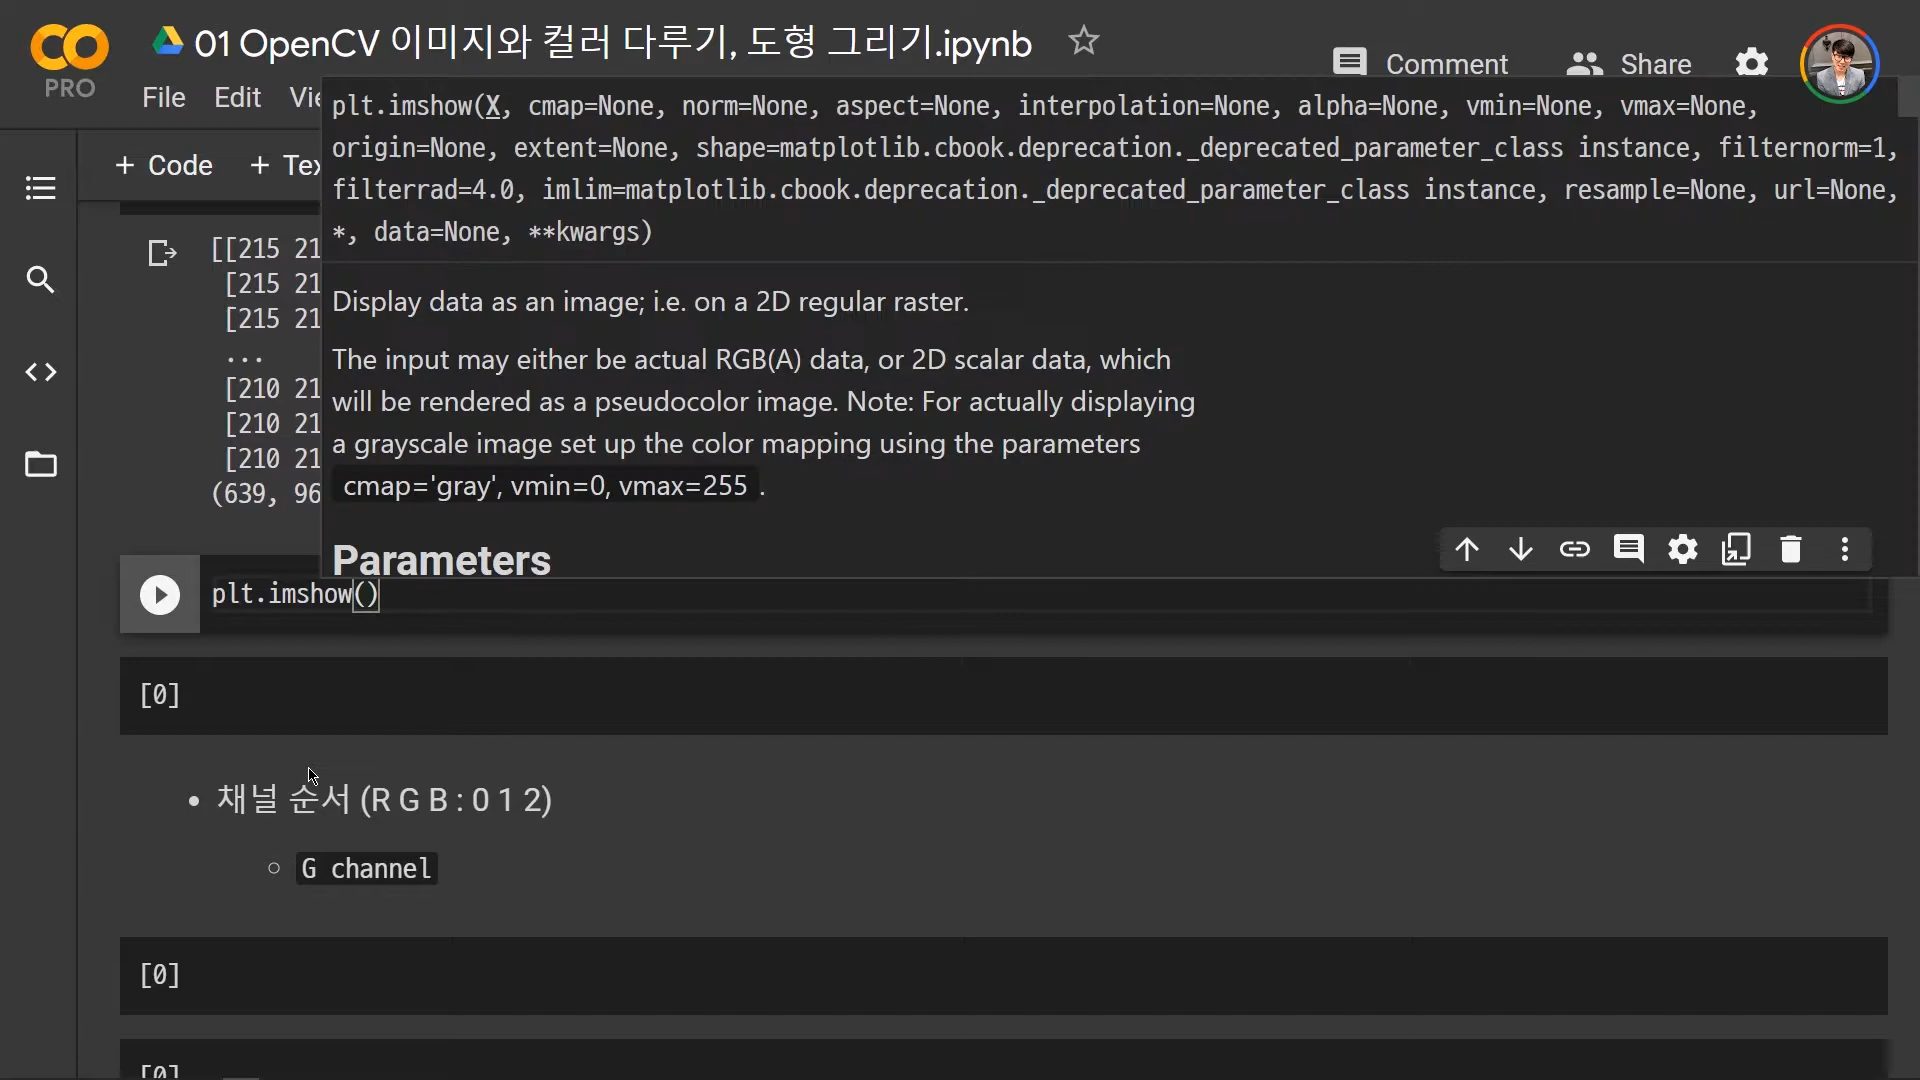 01 OpenCV 이미지와 컬러 다루기, 도형 그리기.ipynb
PRO
File Edit
Comment Share
+ Code + Tex
plt.imshow(X, cmap=None, norm=None, aspect=None, interpolation=None, alpha=None, vmin=None, vmax=None,
origin=None, extent=None, shape=matplotlib.cbook.deprecation._deprecated_parameter_class instance, filternorm=1,
filterrad=4.0, imlim=matplotlib.cbook.deprecation._deprecated_parameter_class instance, resample=None, url=None,
*, data=None, **kwargs)
Display data as an image; i.e. on a 2D regular raster.
The input may either be actual RGB(A) data, or 2D scalar data, which
will be rendered as a pseudocolor image. Note: For actually displaying
a grayscale image set up the color mapping using the parameters
cmap='gray', vmin=0, vmax=255 .
Parameters
[[215 21
[215 21
[215 21
...
[210 21
[210 21
[210 21
(639, 96
plt.imshow()
[0]
• 채널 순서 (R G B : 0 1 2)
○ G channel
[0]
[0]